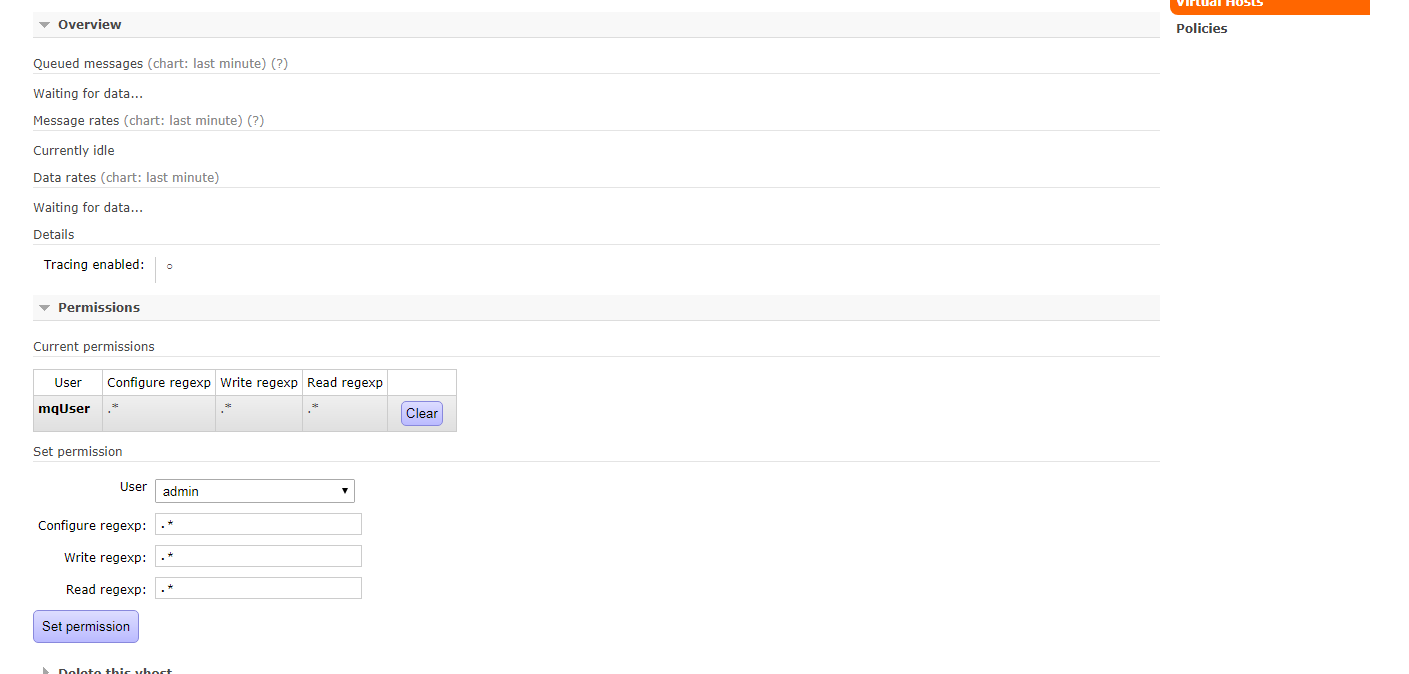 Virtual Hosts
Policies
Overview
Queued messages (chart: last minute) (?)
Waiting for data...
Message rates (chart: last minute) (?)
Currently idle
Data rates (chart: last minute)
Waiting for data...
Details
Tracing enabled: ○
Permissions
Current permissions
User Configure regexp Write regexp Read regexp
mqUser .* .* .* Clear
Set permission
User admin
Configure regexp: .*
Write regexp: .*
Read regexp: .*
Set permission
Delete this vhost